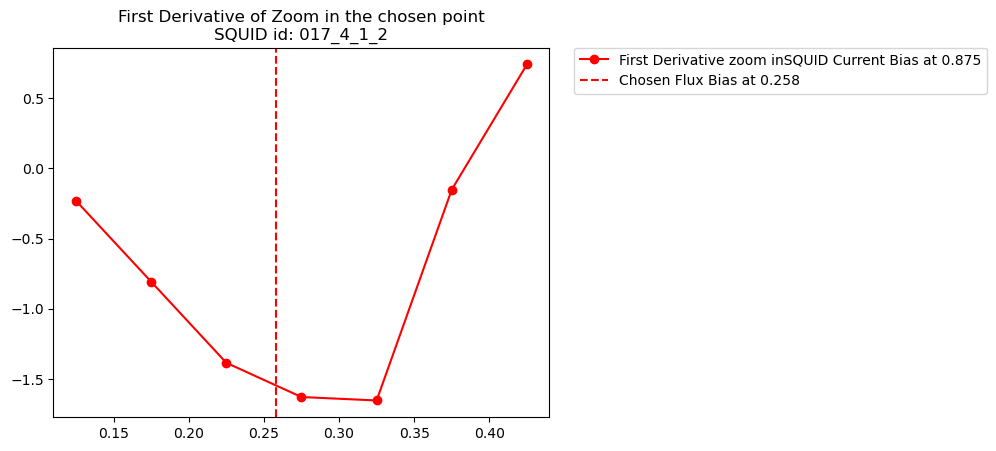 First Derivative of Zoom in the chosen point
SQUID id: 017_4_1_2
First Derivative zoom inSQUID Current Bias at 0.875
Chosen Flux Bias at 0.258
0.5
0.0
−0.5
−1.0
−1.5
0.15 0.20 0.25 0.30 0.35 0.40